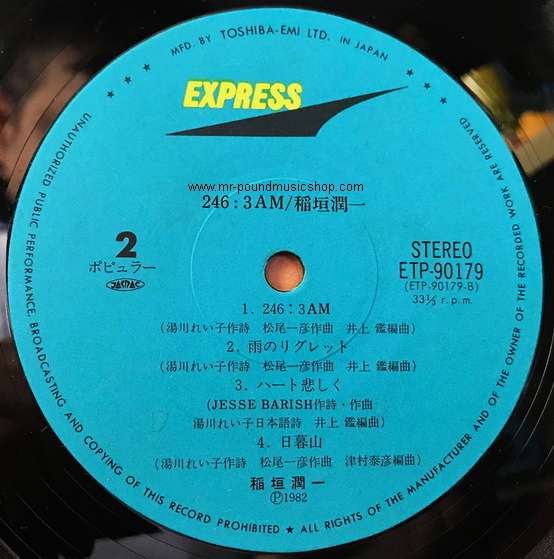 MFD. BY TOSHIBA-EMI LTD. IN JAPAN
EXPRESS
www.mr-poundmusicshop.com
246:3AM/稲垣潤一
2
ポピュラー
JASRAC
STEREO
ETP-90179
(ETP-90179-B)
33⅓ r.p.m.
1. 246:3AM
(湯川れい子作詩 松尾一彦作曲 井上 鑑編曲)
2. 雨のリグレット
(湯川れい子作詩 松尾一彦作曲 井上 鑑編曲)
3. ハート悲しく
(JESSE BARISH作詩・作曲
湯川れい子日本語詩 井上 鑑編曲)
4. 日暮山
(湯川れい子作詩 松尾一彦作曲 津村泰彦編曲)
稲垣潤一
Ⓟ1982
UNAUTHORIZED PUBLIC PERFORMANCE, BROADCASTING AND COPYING OF THIS RECORD PROHIBITED ★ ALL RIGHTS OF THE MANUFACTURER AND OF THE OWNER OF THE RECORDED WORK ARE RESERVED